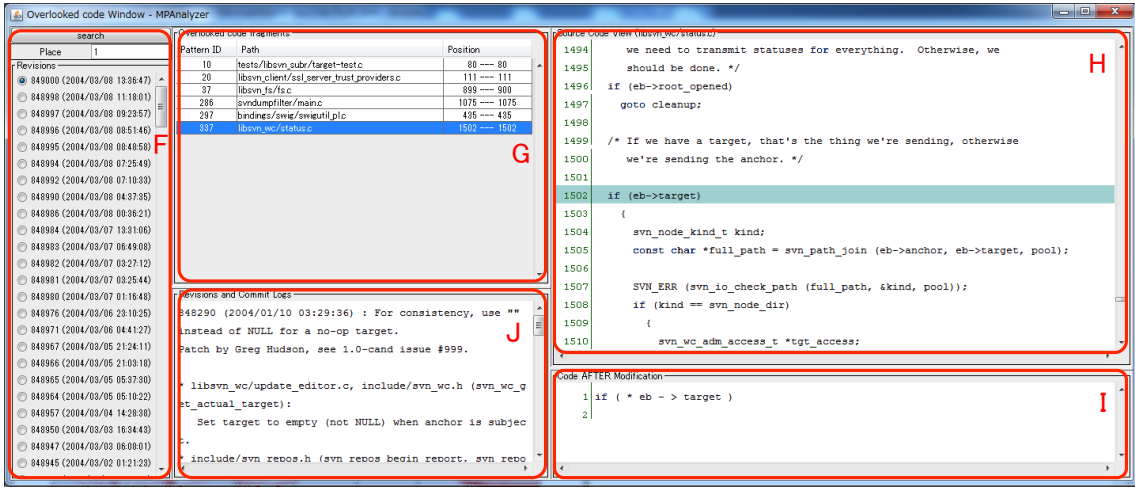 Overlooked code Window - MPAnalyzer
search
Place 1
Revisions
849000 (2004/03/08 13:36:47)
848998 (2004/03/08 11:18:01)
848997 (2004/03/08 09:23:57)
848996 (2004/03/08 08:51:46)
848995 (2004/03/08 08:48:58)
848994 (2004/03/08 07:25:49)
848992 (2004/03/08 07:10:33)
848990 (2004/03/08 04:37:35)
848986 (2004/03/08 00:36:21)
848984 (2004/03/07 13:31:06)
848983 (2004/03/07 06:49:08)
848982 (2004/03/07 03:27:12)
848981 (2004/03/07 03:25:44)
848980 (2004/03/07 01:16:48)
848976 (2004/03/06 23:10:25)
848971 (2004/03/06 04:41:27)
848967 (2004/03/05 21:24:11)
848966 (2004/03/05 21:03:18)
848965 (2004/03/05 05:37:30)
848964 (2004/03/05 05:10:22)
848957 (2004/03/04 14:28:38)
848950 (2004/03/03 16:34:43)
848947 (2004/03/03 06:08:01)
848945 (2004/03/02 01:21:23)
F
Overlooked code fragments
Pattern ID Path Position
10 tests/libsvn_subr/target-test.c 80 --- 80
20 libsvn_client/ssl_server_trust_providers.c 111 --- 111
37 libsvn_fs/fs.c 899 --- 900
286 svndumpfilter/main.c 1075 --- 1075
297 bindings/swig/swigutil_pl.c 435 --- 435
337 libsvn_wc/status.c 1502 --- 1502
G
Revisions and Commit Logs
848290 (2004/01/10 03:29:36) : For consistency, use ""
instead of NULL for a no-op target.
Patch by Greg Hudson, see 1.0-cand issue #999.
* libsvn_wc/update_editor.c, include/svn_wc.h (svn_wc_g
et_actual_target):
Set target to empty (not NULL) when anchor is subjec
t.
* include/svn_repos.h (svn_repos_begin_report, svn_repo
J
Source Code View (libsvn_wc/status.c)
1494 we need to transmit statuses for everything. Otherwise, we
1495 should be done. */
1496 if (eb->root_opened)
1497 goto cleanup;
1498
1499 /* If we have a target, that's the thing we're sending, otherwise
1500 we're sending the anchor. */
1501
1502 if (eb->target)
1503 {
1504 svn_node_kind_t kind;
1505 const char *full_path = svn_path_join (eb->anchor, eb->target, pool);
1506
1507 SVN_ERR (svn_io_check_path (full_path, &kind, pool));
1508 if (kind == svn_node_dir)
1509 {
1510 svn_wc_adm_access_t *tgt_access;
H
Code AFTER Modification
1 if ( * eb - > target )
2
I